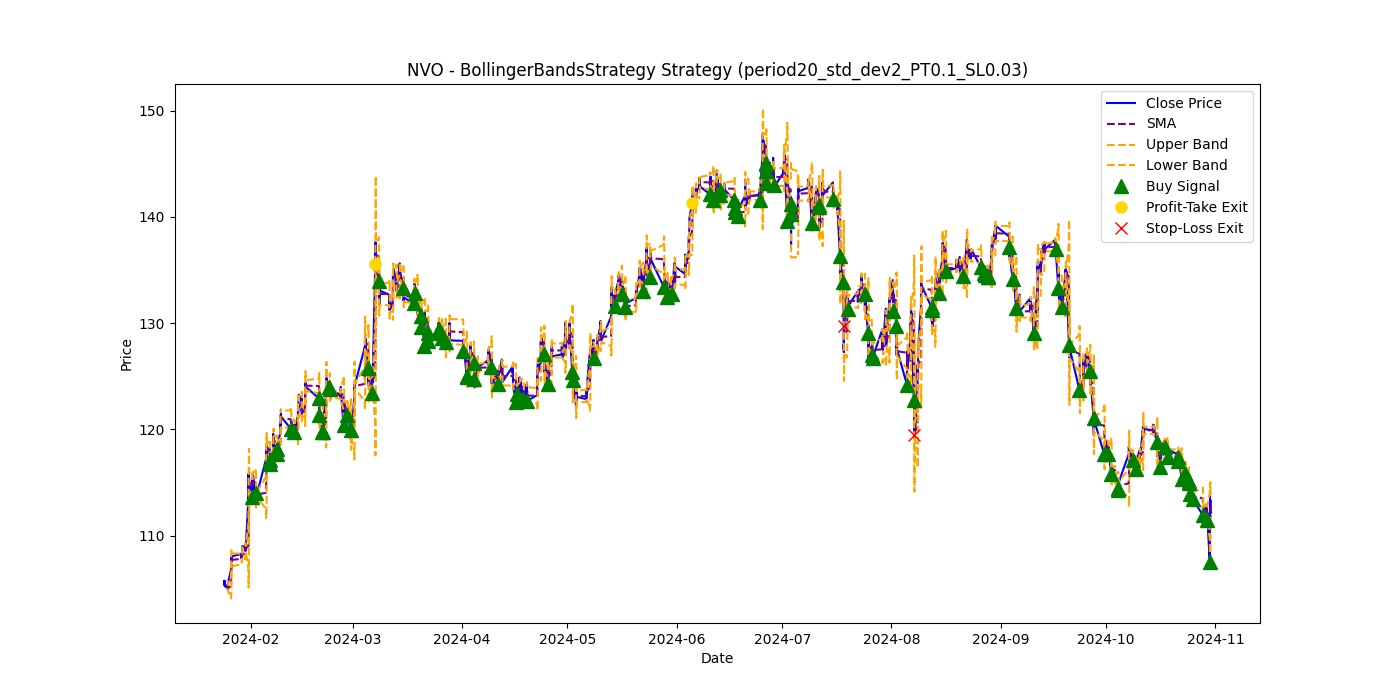 NVO - BollingerBandsStrategy Strategy (period20_std_dev2_PT0.1_SL0.03)
Close Price
SMA
Upper Band
Lower Band
Buy Signal
Profit-Take Exit
Stop-Loss Exit
150
140
130
120
110
Price
2024-02
2024-03
2024-04
2024-05
2024-06
2024-07
2024-08
2024-09
2024-10
2024-11
Date